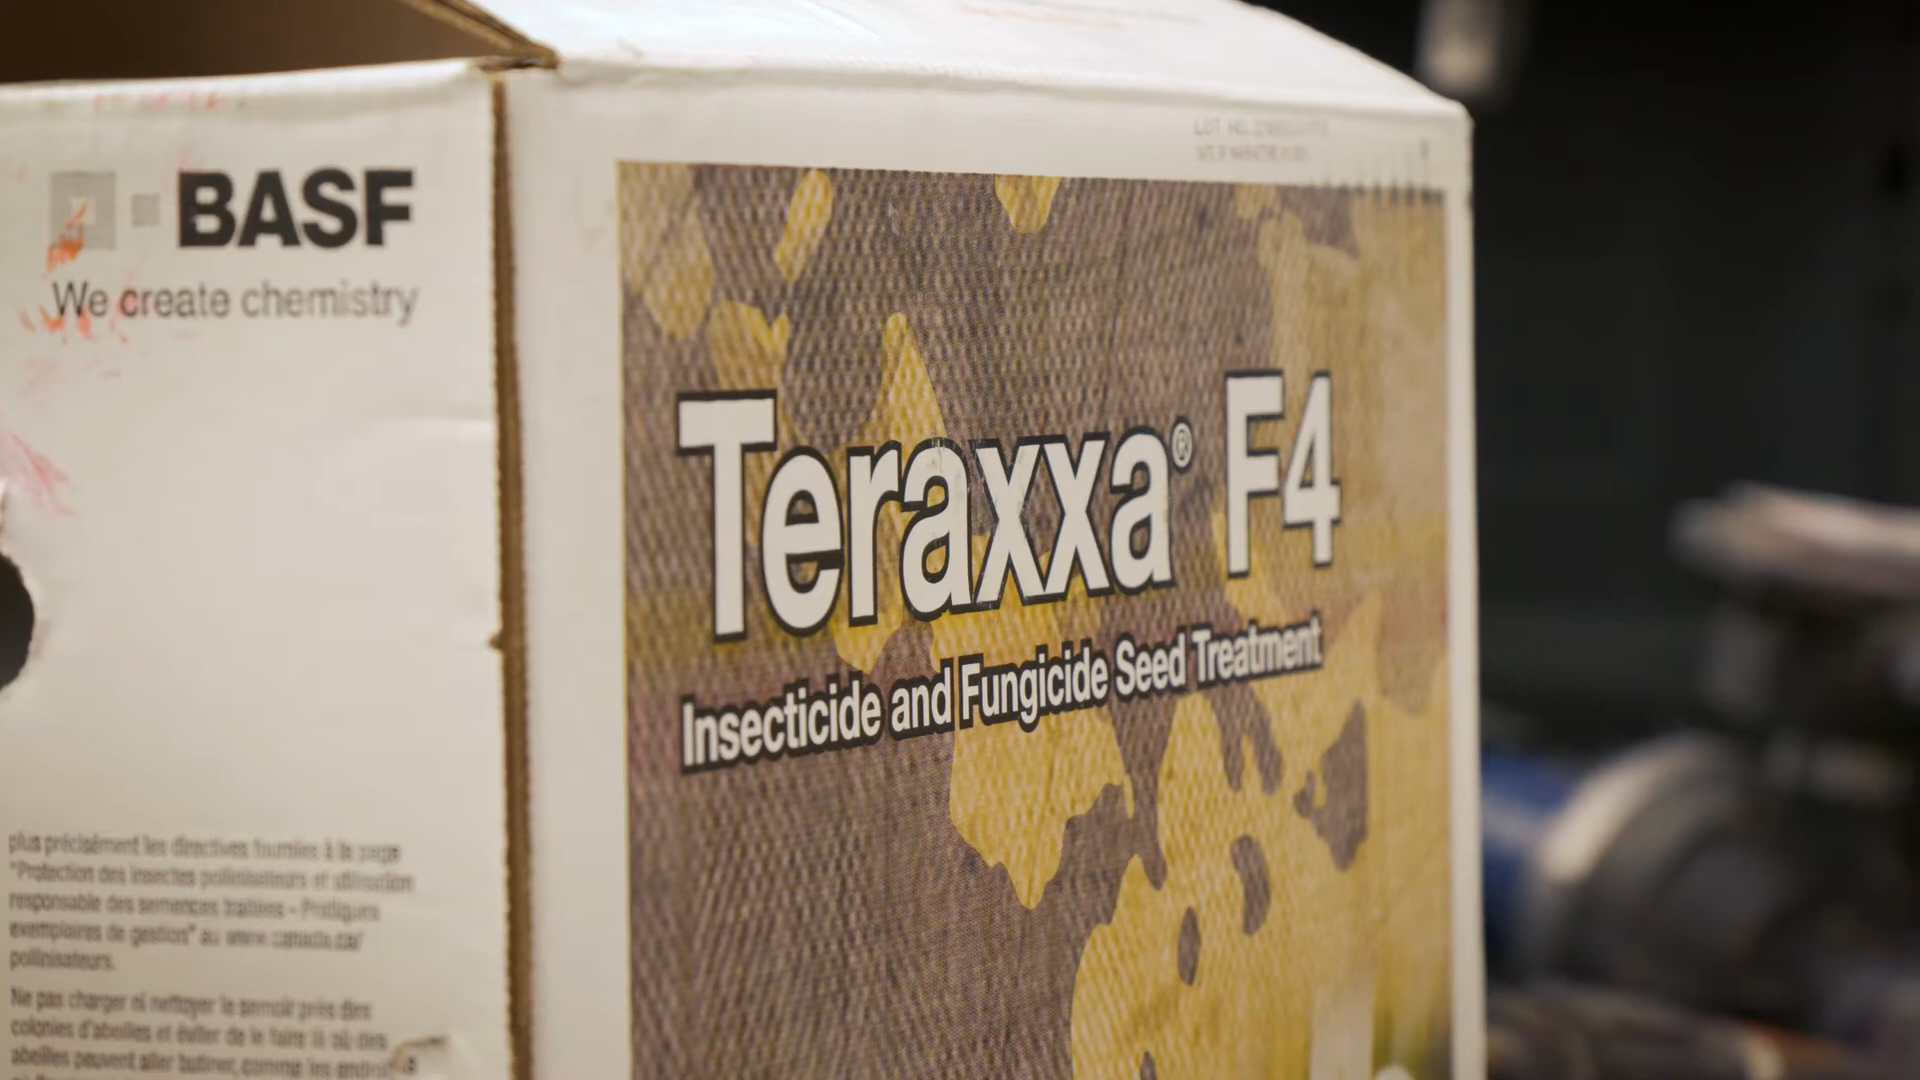 BASF
We create chemistry
plus précisément les directives fournies à la page
"Protection des insectes pollinisateurs et utilisation
responsable des semences traitées – Pratiques
exemplaires de gestion" au www.canada.ca/
pollinisateurs.
Ne pas charger ni nettoyer le semoir près des
colonies d'abeilles et éviter de le faire là où des
abeilles peuvent aller butiner, comme les
LOT NO.
Teraxxa® F4
Insecticide and Fungicide Seed Treatment